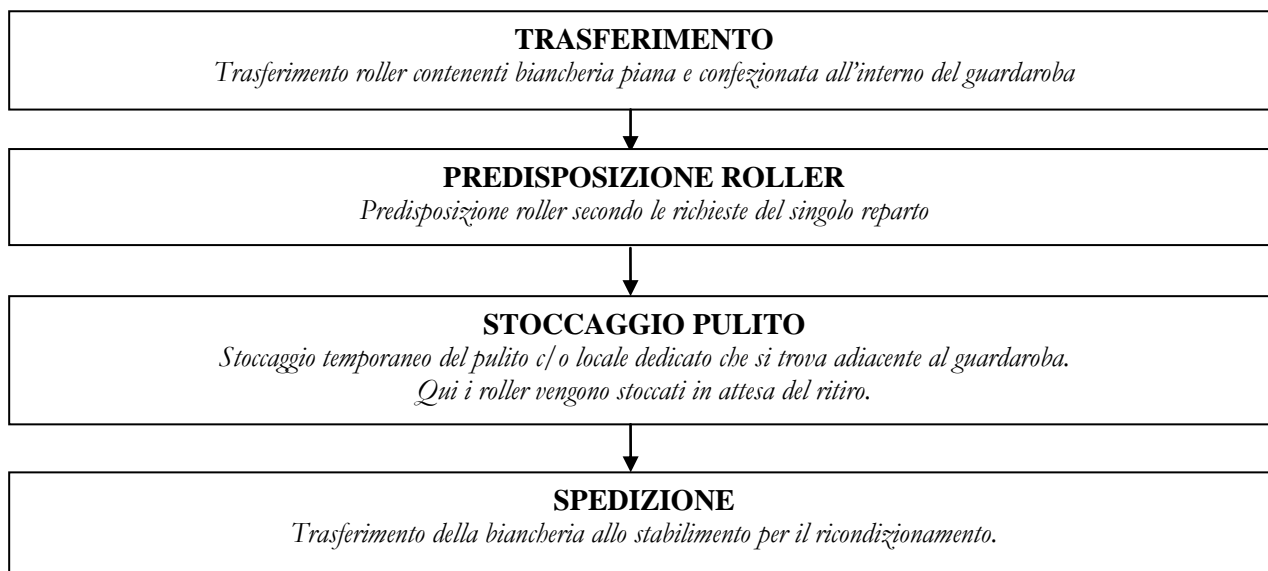 TRASFERIMENTO
Trasferimento roller contenenti biancheria piana e confezionata all'interno del guardaroba
PREDISPOSIZIONE ROLLER
Predisposizione roller secondo le richieste del singolo reparto
STOCCAGGIO PULITO
Stoccaggio temporaneo del pulito c/o locale dedicato che si trova adiacente al guardaroba.
Qui i roller vengono stoccati in attesa del ritiro.
SPEDIZIONE
Trasferimento della biancheria allo stabilimento per il ricondizionamento.